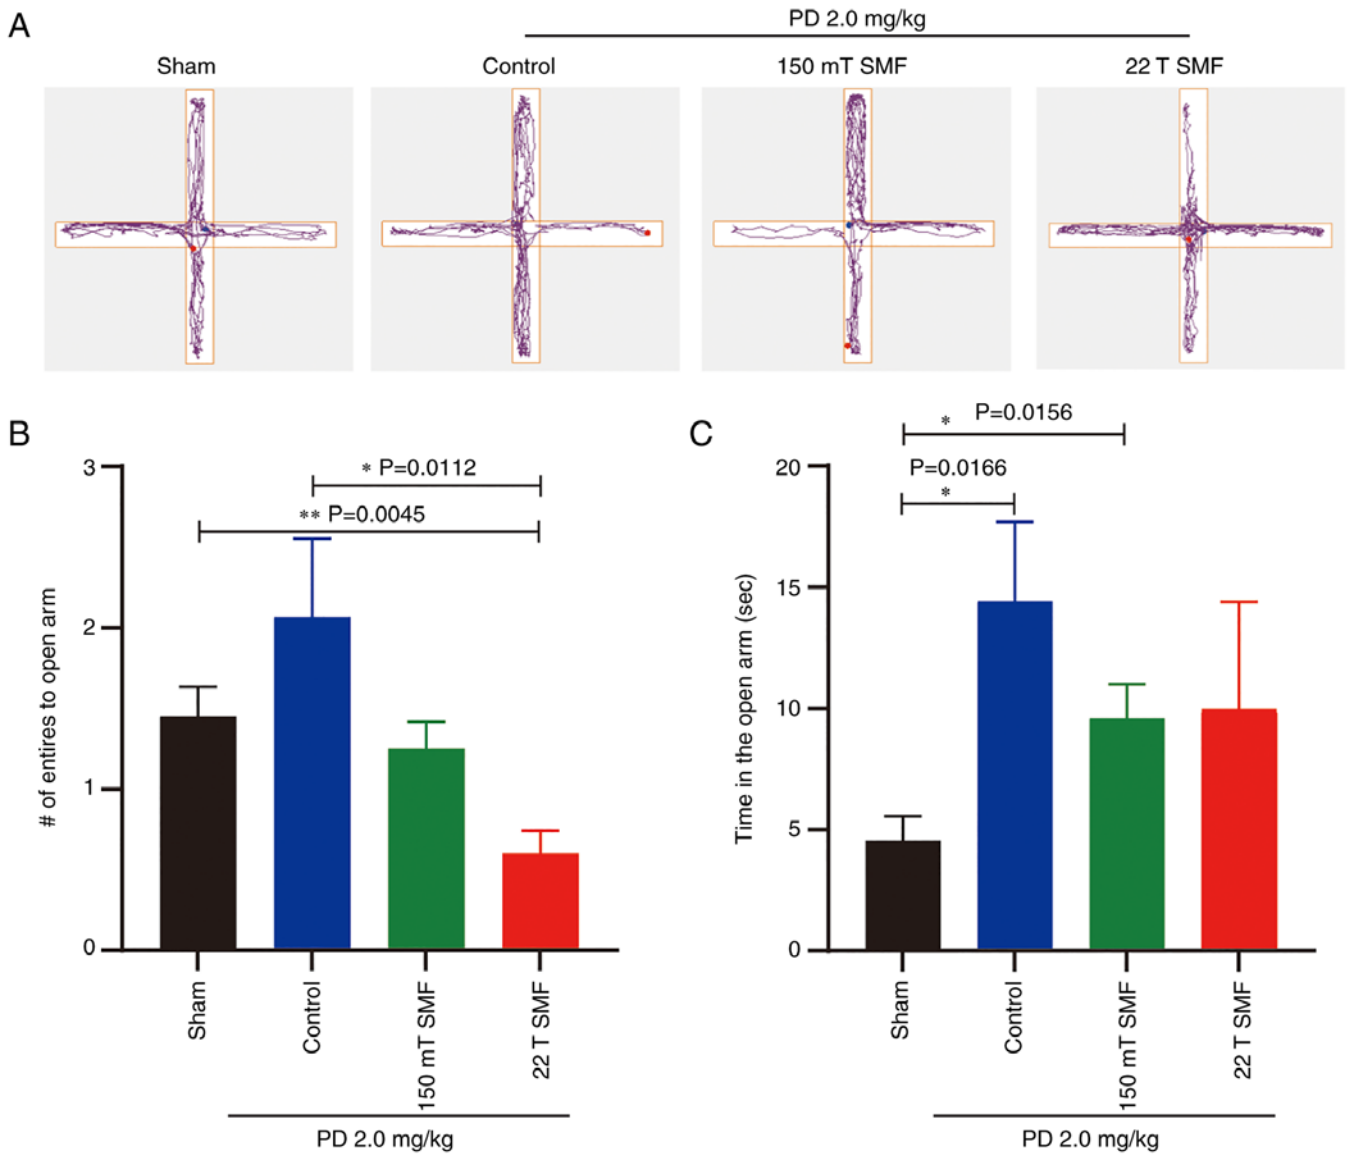 A
PD 2.0 mg/kg
Sham
Control
150 mT SMF
22 T SMF
B
* P=0.0112
** P=0.0045
# of entires to open arm
3
2
1
0
Sham
Control
150 mT SMF
22 T SMF
PD 2.0 mg/kg
C
* P=0.0156
P=0.0166
*
Time in the open arm (sec)
20
15
10
5
0
Sham
Control
150 mT SMF
22 T SMF
PD 2.0 mg/kg